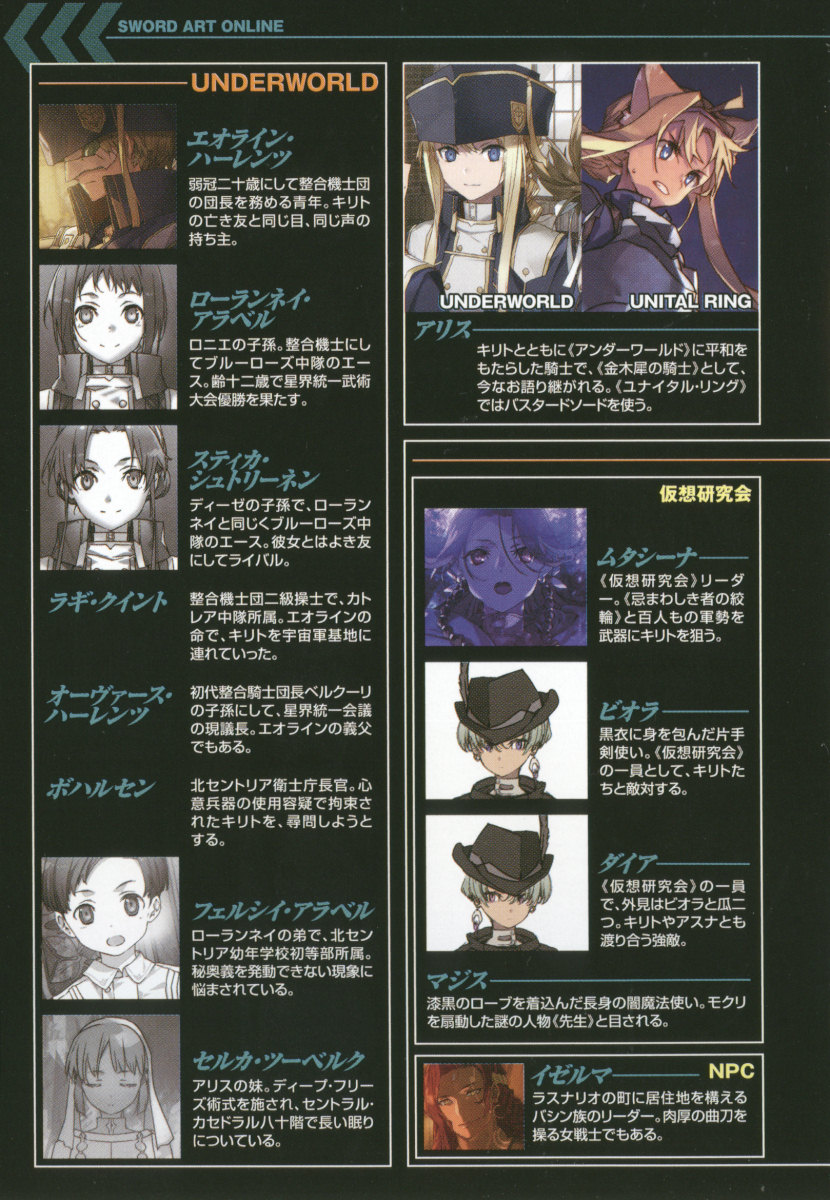 SWORD ART ONLINE
UNDERWORLD
エオライン・
ハーレンツ
弱冠二十歳にして整合機士団
の団長を務める青年。キリト
の亡き友と同じ目、同じ声の
持ち主。
ローランネイ・
アラベル
ロニエの子孫。整合機士にし
てブルーローズ中隊のエー
ス。齢十二歳で星界統一武術
大会優勝を果たす。
スティカ・
シュトリーネン
ティーゼの子孫で、ローラン
ネイと同じくブルーローズ中
隊のエース。彼女とはよき友
にしてライバル。
ラギ・クイント
整合機士団二級操士で、カト
レア中隊所属。エオラインの
命で、キリトを宇宙軍基地に
連れていった。
オーヴァース・
ハーレンツ
初代整合騎士団長ベルクーリ
の子孫にして、星界統一会議
の現議長。エオラインの義父
でもある。
ボハルセン
北セントリア衛士庁長官。心
意兵器の使用容疑で拘束さ
れたキリトを、尋問しようと
する。
フェルシイ・アラベル
ローランネイの弟で、北セン
トリア幼年学校初等部所属。
秘奥義を発動できない現象に
悩まされている。
セルカ・ツーベルク
アリスの妹。ディープ・フリー
ズ術式を施され、セントラル・
カセドラル八十階で長い眠り
についている。
UNDERWORLD
UNITAL RING
アリス
キリトとともに《アンダーワールド》に平和を
もたらした騎士で、《金木犀の騎士》として、
今なお語り継がれる。《ユナイタル・リング》
ではバスタードソードを使う。
仮想研究会
ムタシーナ
《仮想研究会》リーダ
ー。《忌まわしき者の絞
輪》と百人もの軍勢を
武器にキリトを狙う。
ビオラ
黒衣に身を包んだ片手
剣使い。《仮想研究会》
の一員として、キリトた
ちと敵対する。
ダイア
《仮想研究会》の一員
で、外見はビオラと瓜二
つ。キリトやアスナとも
渡り合う強敵。
マジス
漆黒のローブを着込んだ長身の闇魔法使い。モクリ
を扇動した謎の人物《先生》と目される。
NPC
イゼルマ
ラスナリオの町に居住地を構える
バシン族のリーダー。肉厚の曲刀を
操る女戦士でもある。